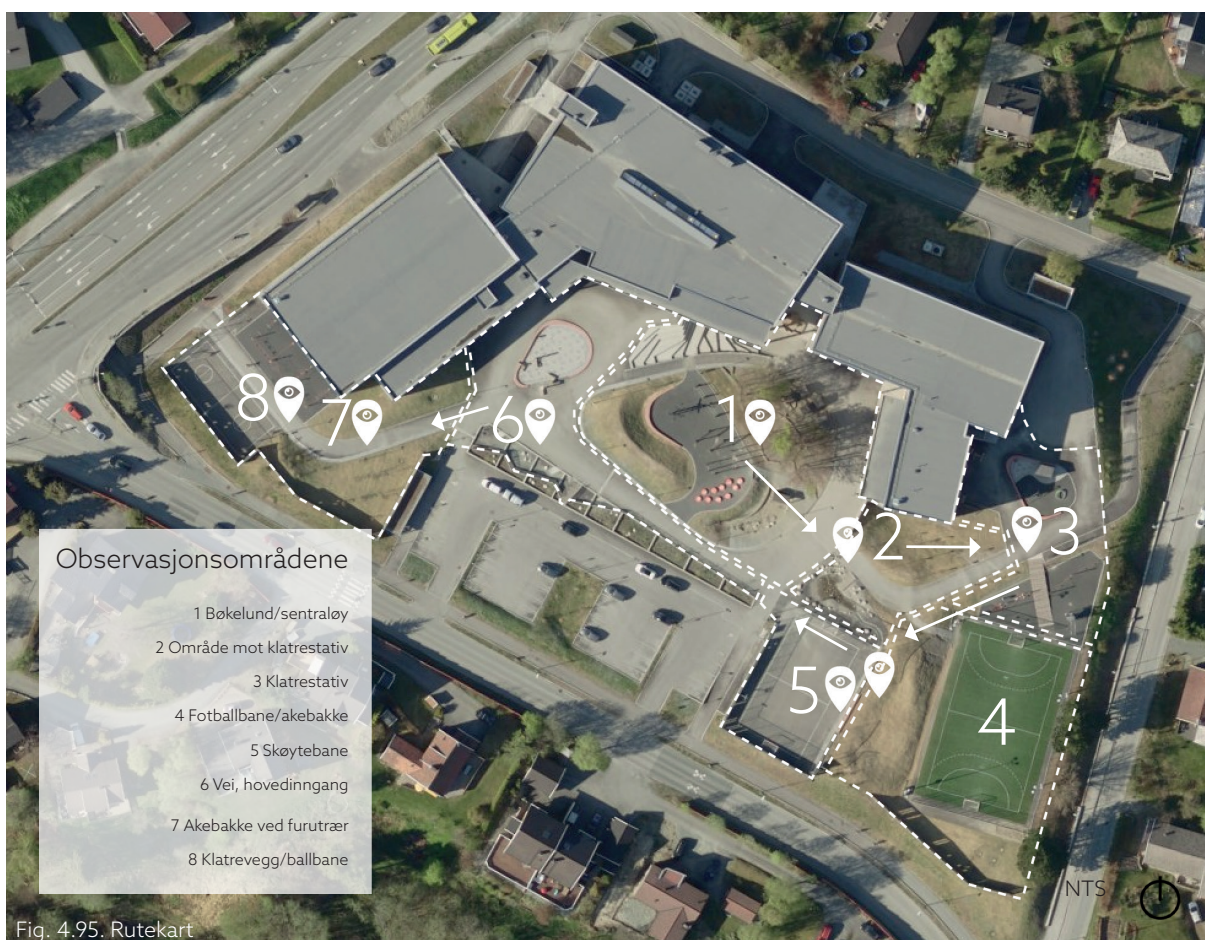 8
7
6
1
2
3
5
4
Observasjonsområdene
1 Bøkelund/sentraløy
2 Område mot klatrestativ
3 Klatrestativ
4 Fotballbane/akebakke
5 Skøytebane
6 Vei, hovedinngang
7 Akebakke ved furutrær
8 Klatrevegg/ballbane
NTS
Fig. 4.95. Rutekart